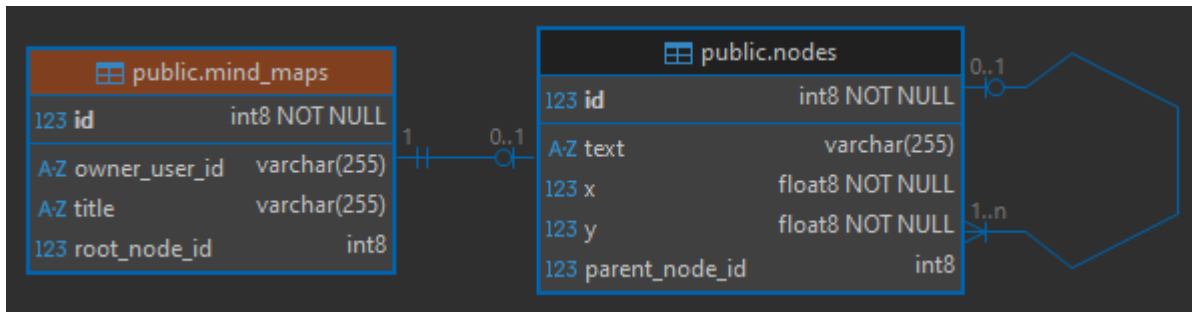 public.mind_maps
123 id int8 NOT NULL
A-Z owner_user_id varchar(255)
A-Z title varchar(255)
123 root_node_id int8
1 0..1
public.nodes
123 id int8 NOT NULL
A-Z text varchar(255)
123 x float8 NOT NULL
123 y float8 NOT NULL
123 parent_node_id int8
0..1
1..n